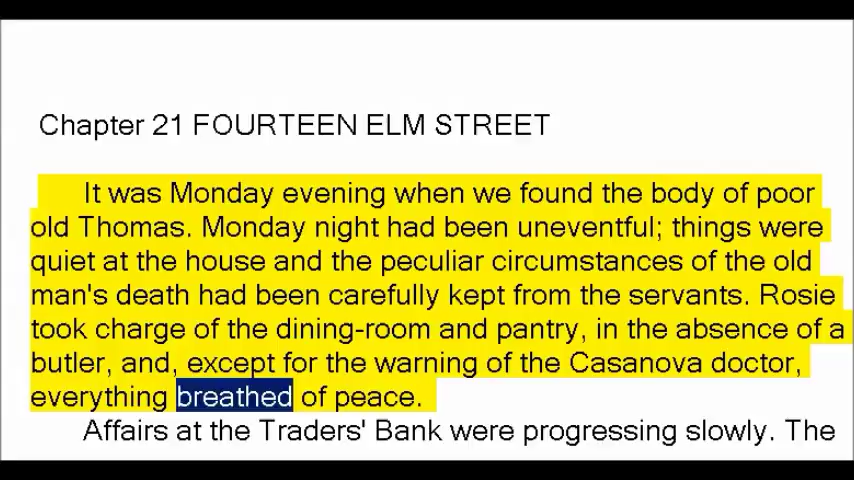 Chapter 21 FOURTEEN ELM STREET
It was Monday evening when we found the body of poor
old Thomas. Monday night had been uneventful; things were
quiet at the house and the peculiar circumstances of the old
man's death had been carefully kept from the servants. Rosie
took charge of the dining-room and pantry, in the absence of a
butler, and, except for the warning of the Casanova doctor,
everything breathed of peace.
Affairs at the Traders' Bank were progressing slowly. The